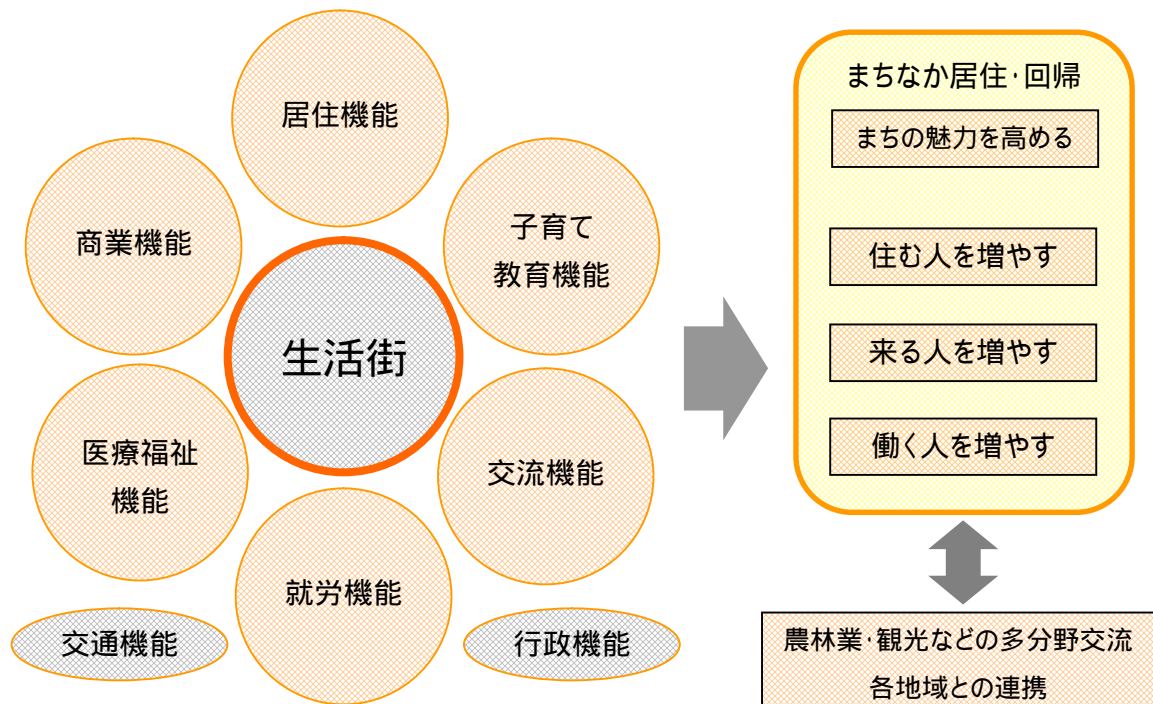 居住機能
商業機能
子育て
教育機能
生活街
医療福祉
機能
交流機能
就労機能
交通機能
行政機能
まちなか居住・回帰
まちの魅力を高める
住む人を増やす
来る人を増やす
働く人を増やす
農林業・観光などの多分野交流
各地域との連携